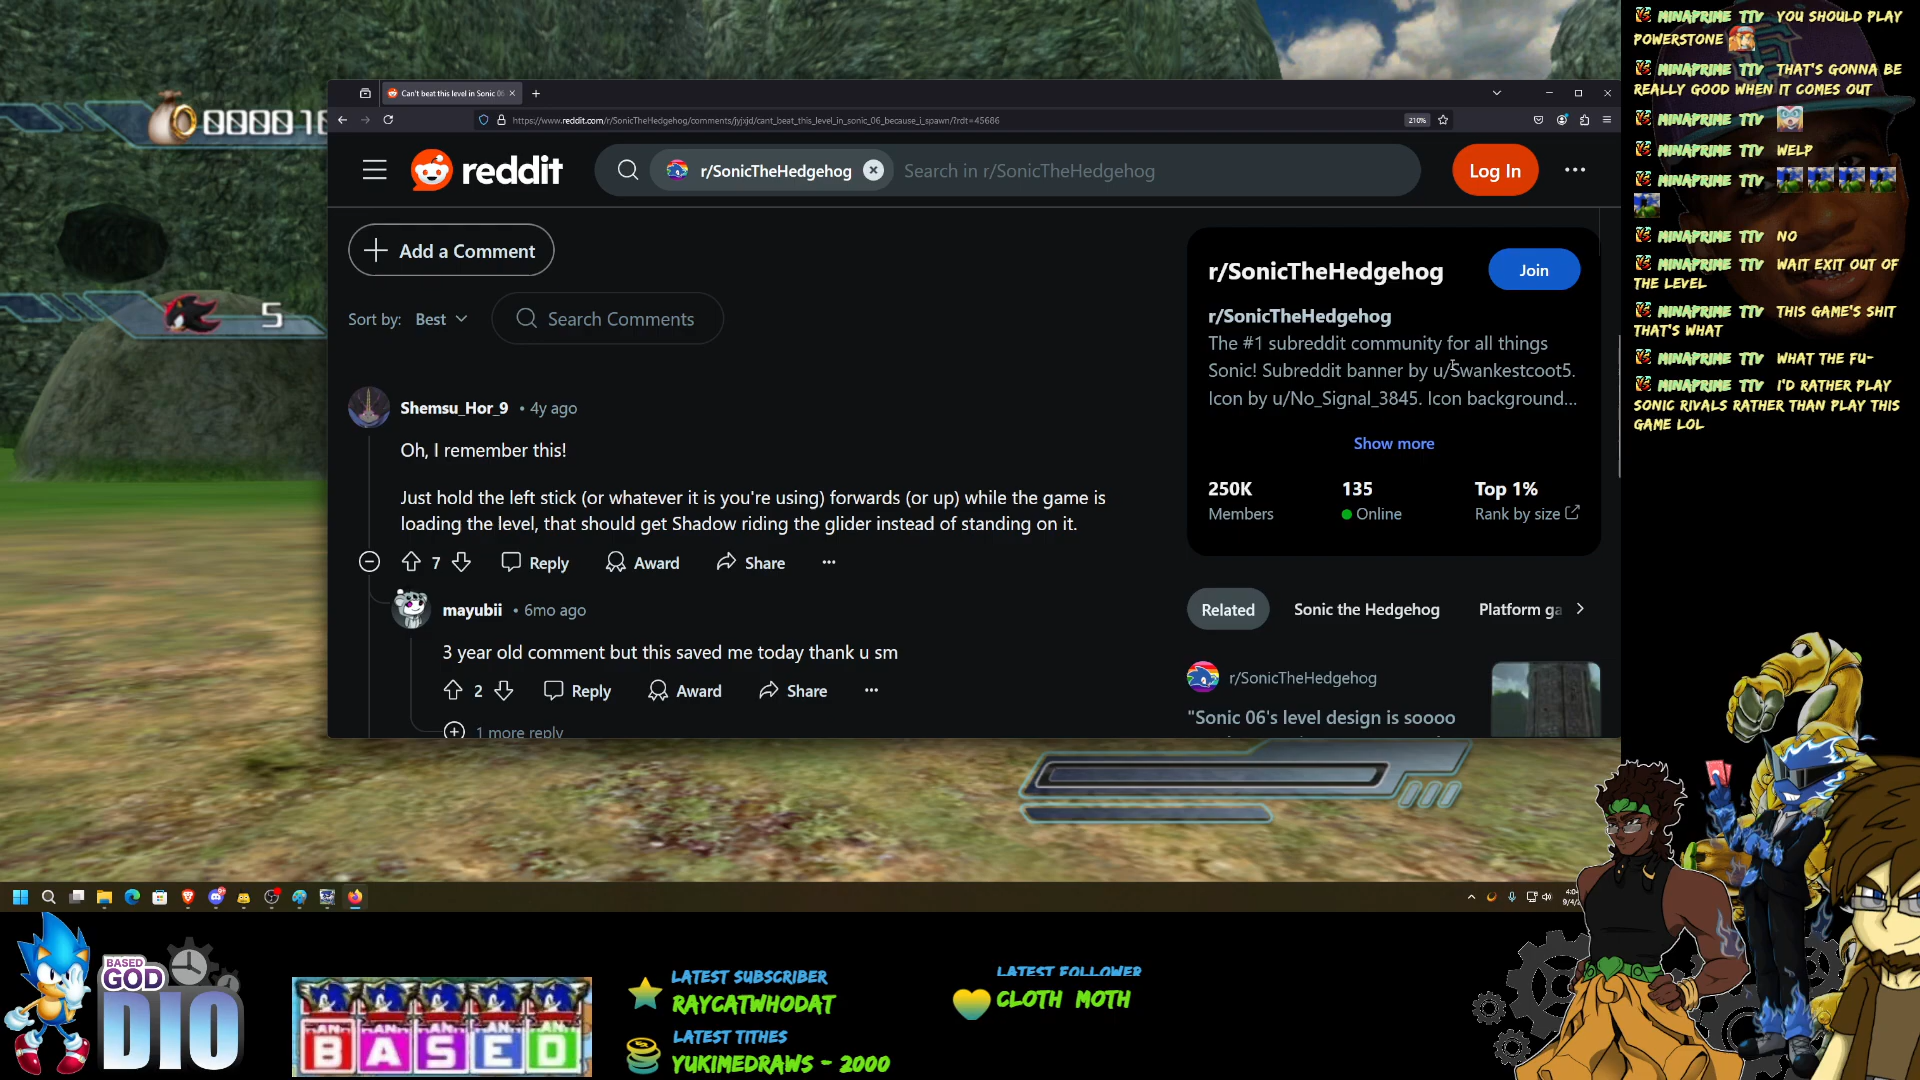 000016
5
Can't beat this level in Sonic 06
https://www.reddit.com/r/SonicTheHedgehog/comments/jyjxjd/cant_beat_this_level_in_sonic_06_because_i_spawn/?rdt=45686
210%
reddit
r/SonicTheHedgehog
Search in r/SonicTheHedgehog
Log In
Add a Comment
Sort by: Best
Search Comments
Shemsu_Hor_9 • 4y ago
Oh, I remember this!
Just hold the left stick (or whatever it is you're using) forwards (or up) while the game is
loading the level, that should get Shadow riding the glider instead of standing on it.
7 Reply Award Share
mayubii • 6mo ago
3 year old comment but this saved me today thank u sm
2 Reply Award Share
1 more reply
r/SonicTheHedgehog
Join
r/SonicTheHedgehog
The #1 subreddit community for all things
Sonic! Subreddit banner by u/Swankestcoot5.
Icon by u/No_Signal_3845. Icon background...
Show more
250K 135 Top 1%
Members Online Rank by size
Related Sonic the Hedgehog Platform ga
r/SonicTheHedgehog
"Sonic 06's level design is soooo
MINAPRIME TTV YOU SHOULD PLAY
POWERSTONE
MINAPRIME TTV THAT'S GONNA BE
REALLY GOOD WHEN IT COMES OUT
MINAPRIME TTV
MINAPRIME TTV WELP
MINAPRIME TTV
MINAPRIME TTV NO
MINAPRIME TTV WAIT EXIT OUT OF
THE LEVEL
MINAPRIME TTV THIS GAME'S SHIT
THAT'S WHAT
MINAPRIME TTV WHAT THE FU-
MINAPRIME TTV I'D RATHER PLAY
SONIC RIVALS RATHER THAN PLAY THIS
GAME LOL
BASED
GOD
DIO
BASED
LATEST SUBSCRIBER
RAYCATWHODAT
LATEST TITHES
YUKIMEDRAWS - 2000
LATEST FOLLOWER
CLOTH MOTH